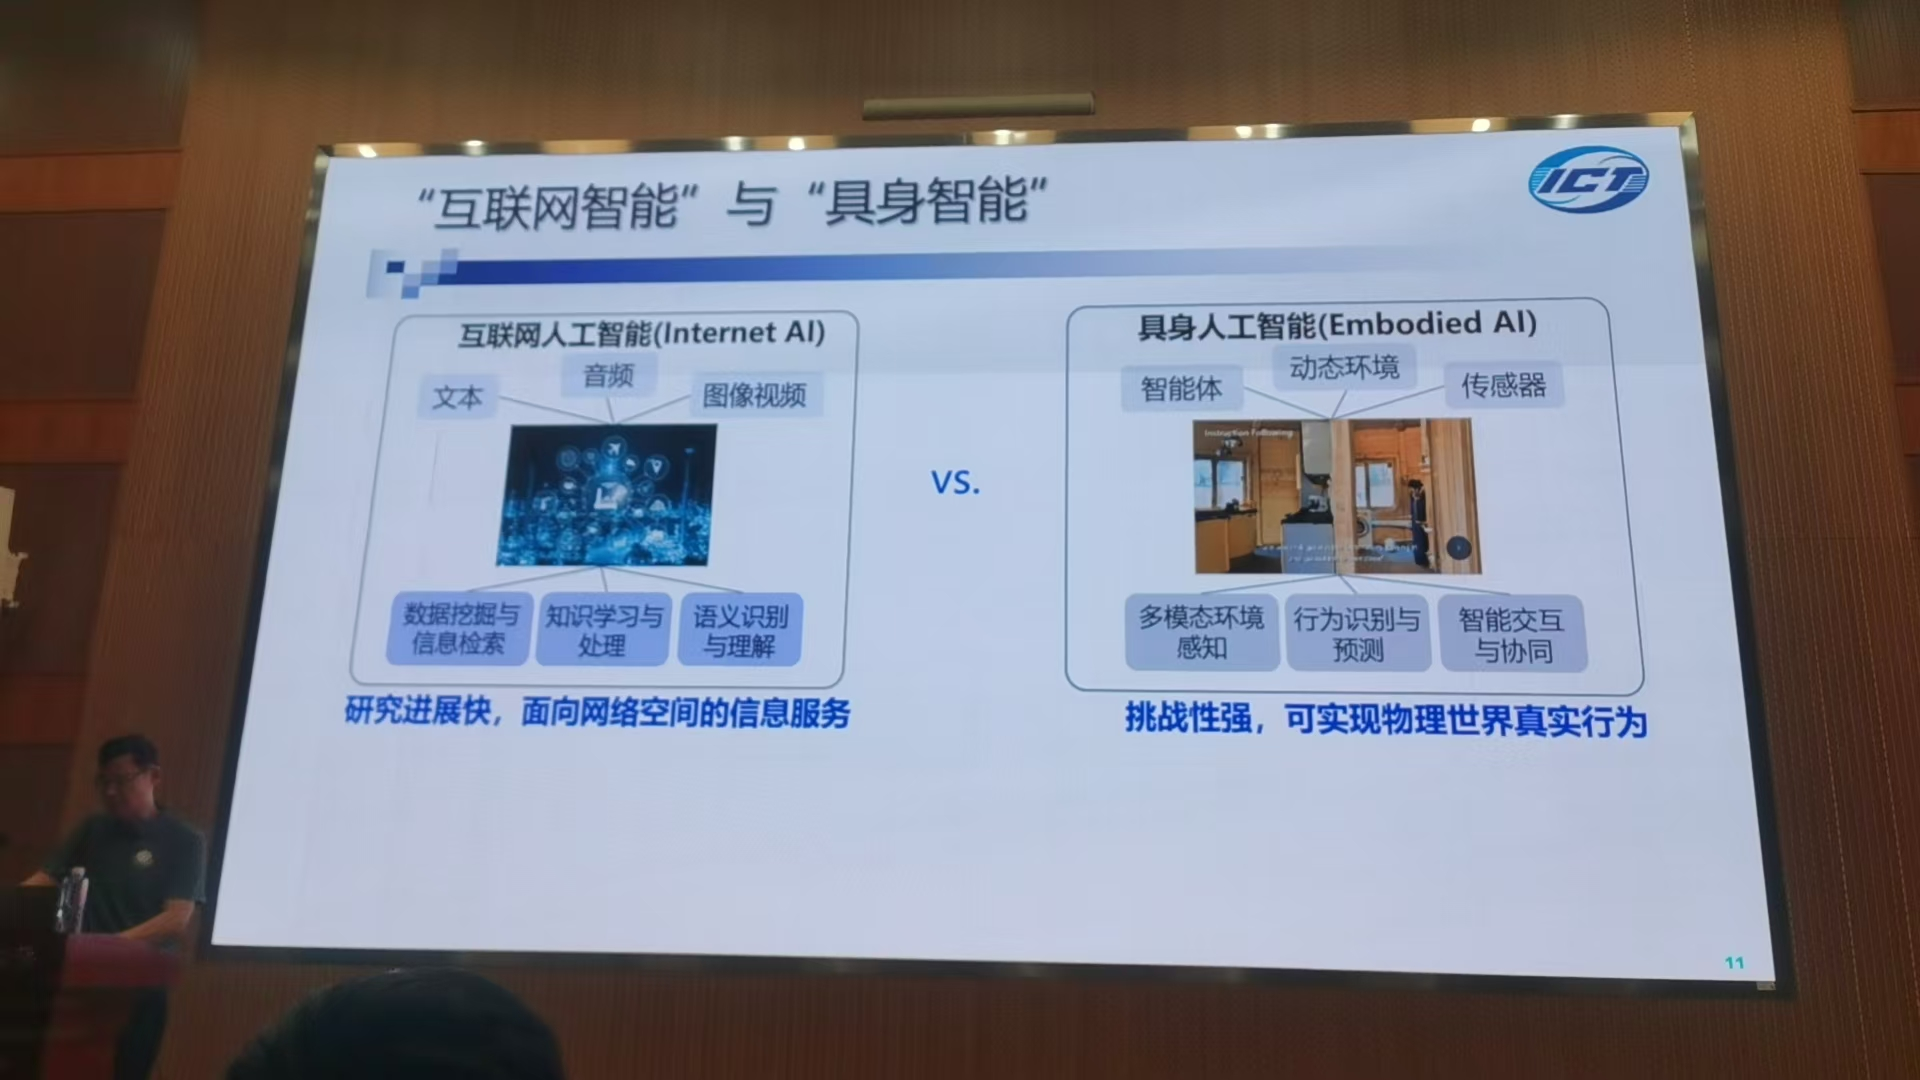 “互联网智能”与“具身智能”
ICT
互联网人工智能(Internet AI)
文本
音频
图像视频
数据挖掘与
信息检索
知识学习与
处理
语义识别
与理解
研究进展快，面向网络空间的信息服务
VS.
具身人工智能(Embodied AI)
智能体
动态环境
传感器
Instruction Following
多模态环境
感知
行为识别与
预测
智能交互
与协同
挑战性强，可实现物理世界真实行为
11